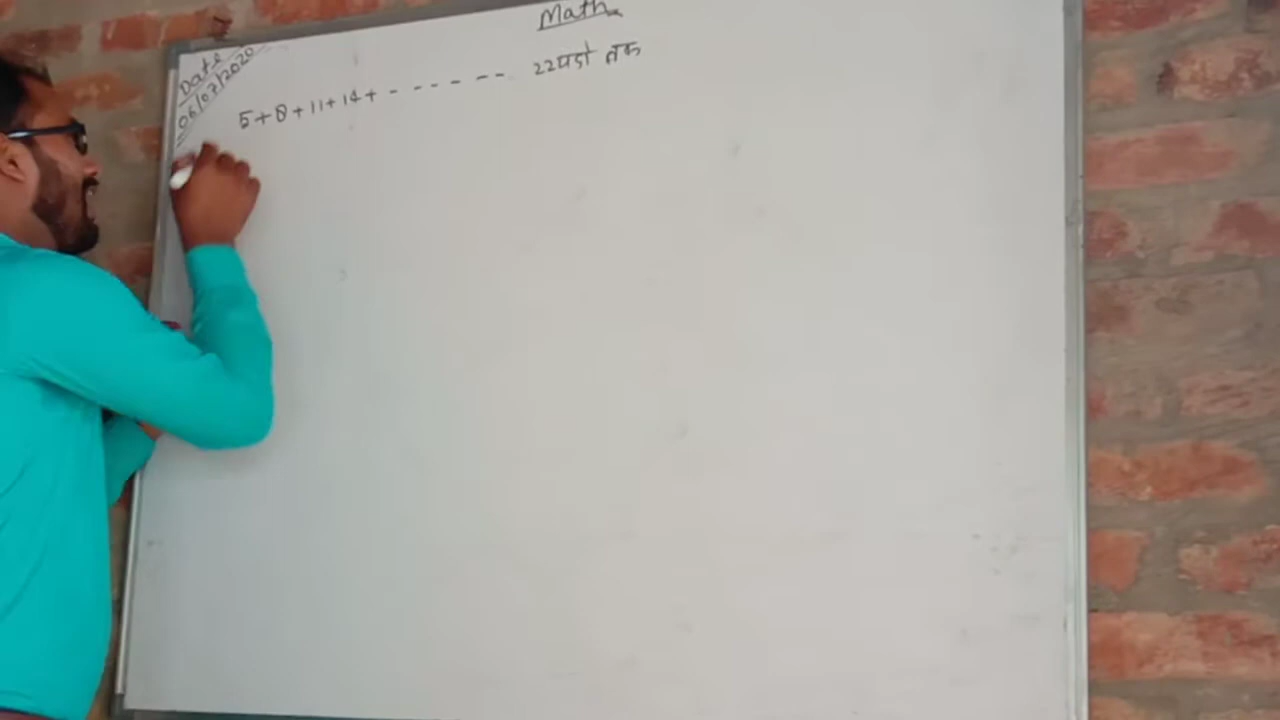 Math
Date
06/07/2020
5+8+11+14+ - - - - - - - 22पदों तक